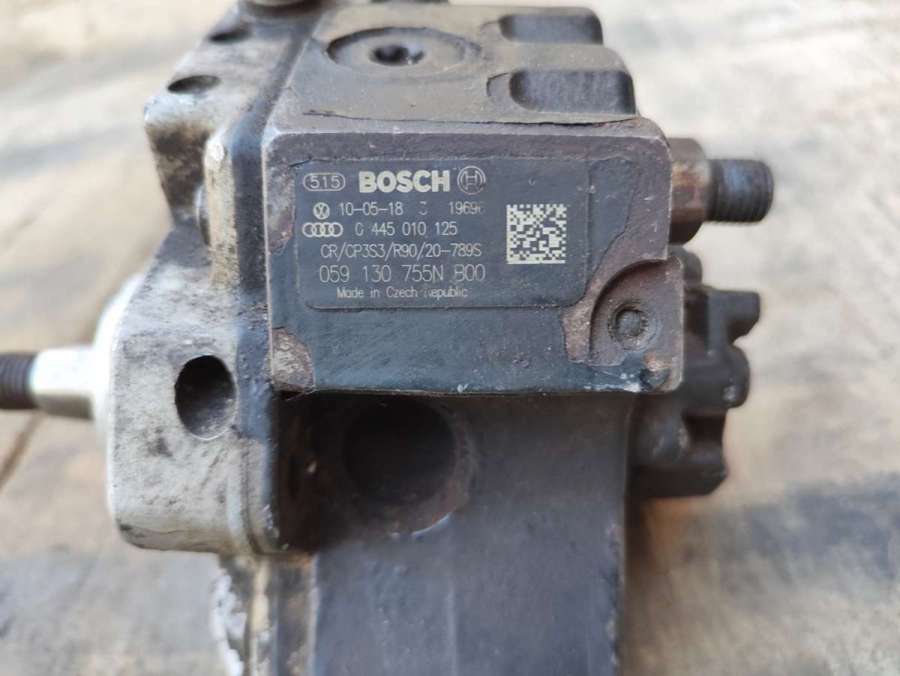 515 BOSCH
10-05-18 3 19696
0 445 010 125
CR/CP3S3/R90/20-789S
059 130 755N B00
Made in Czech Republic